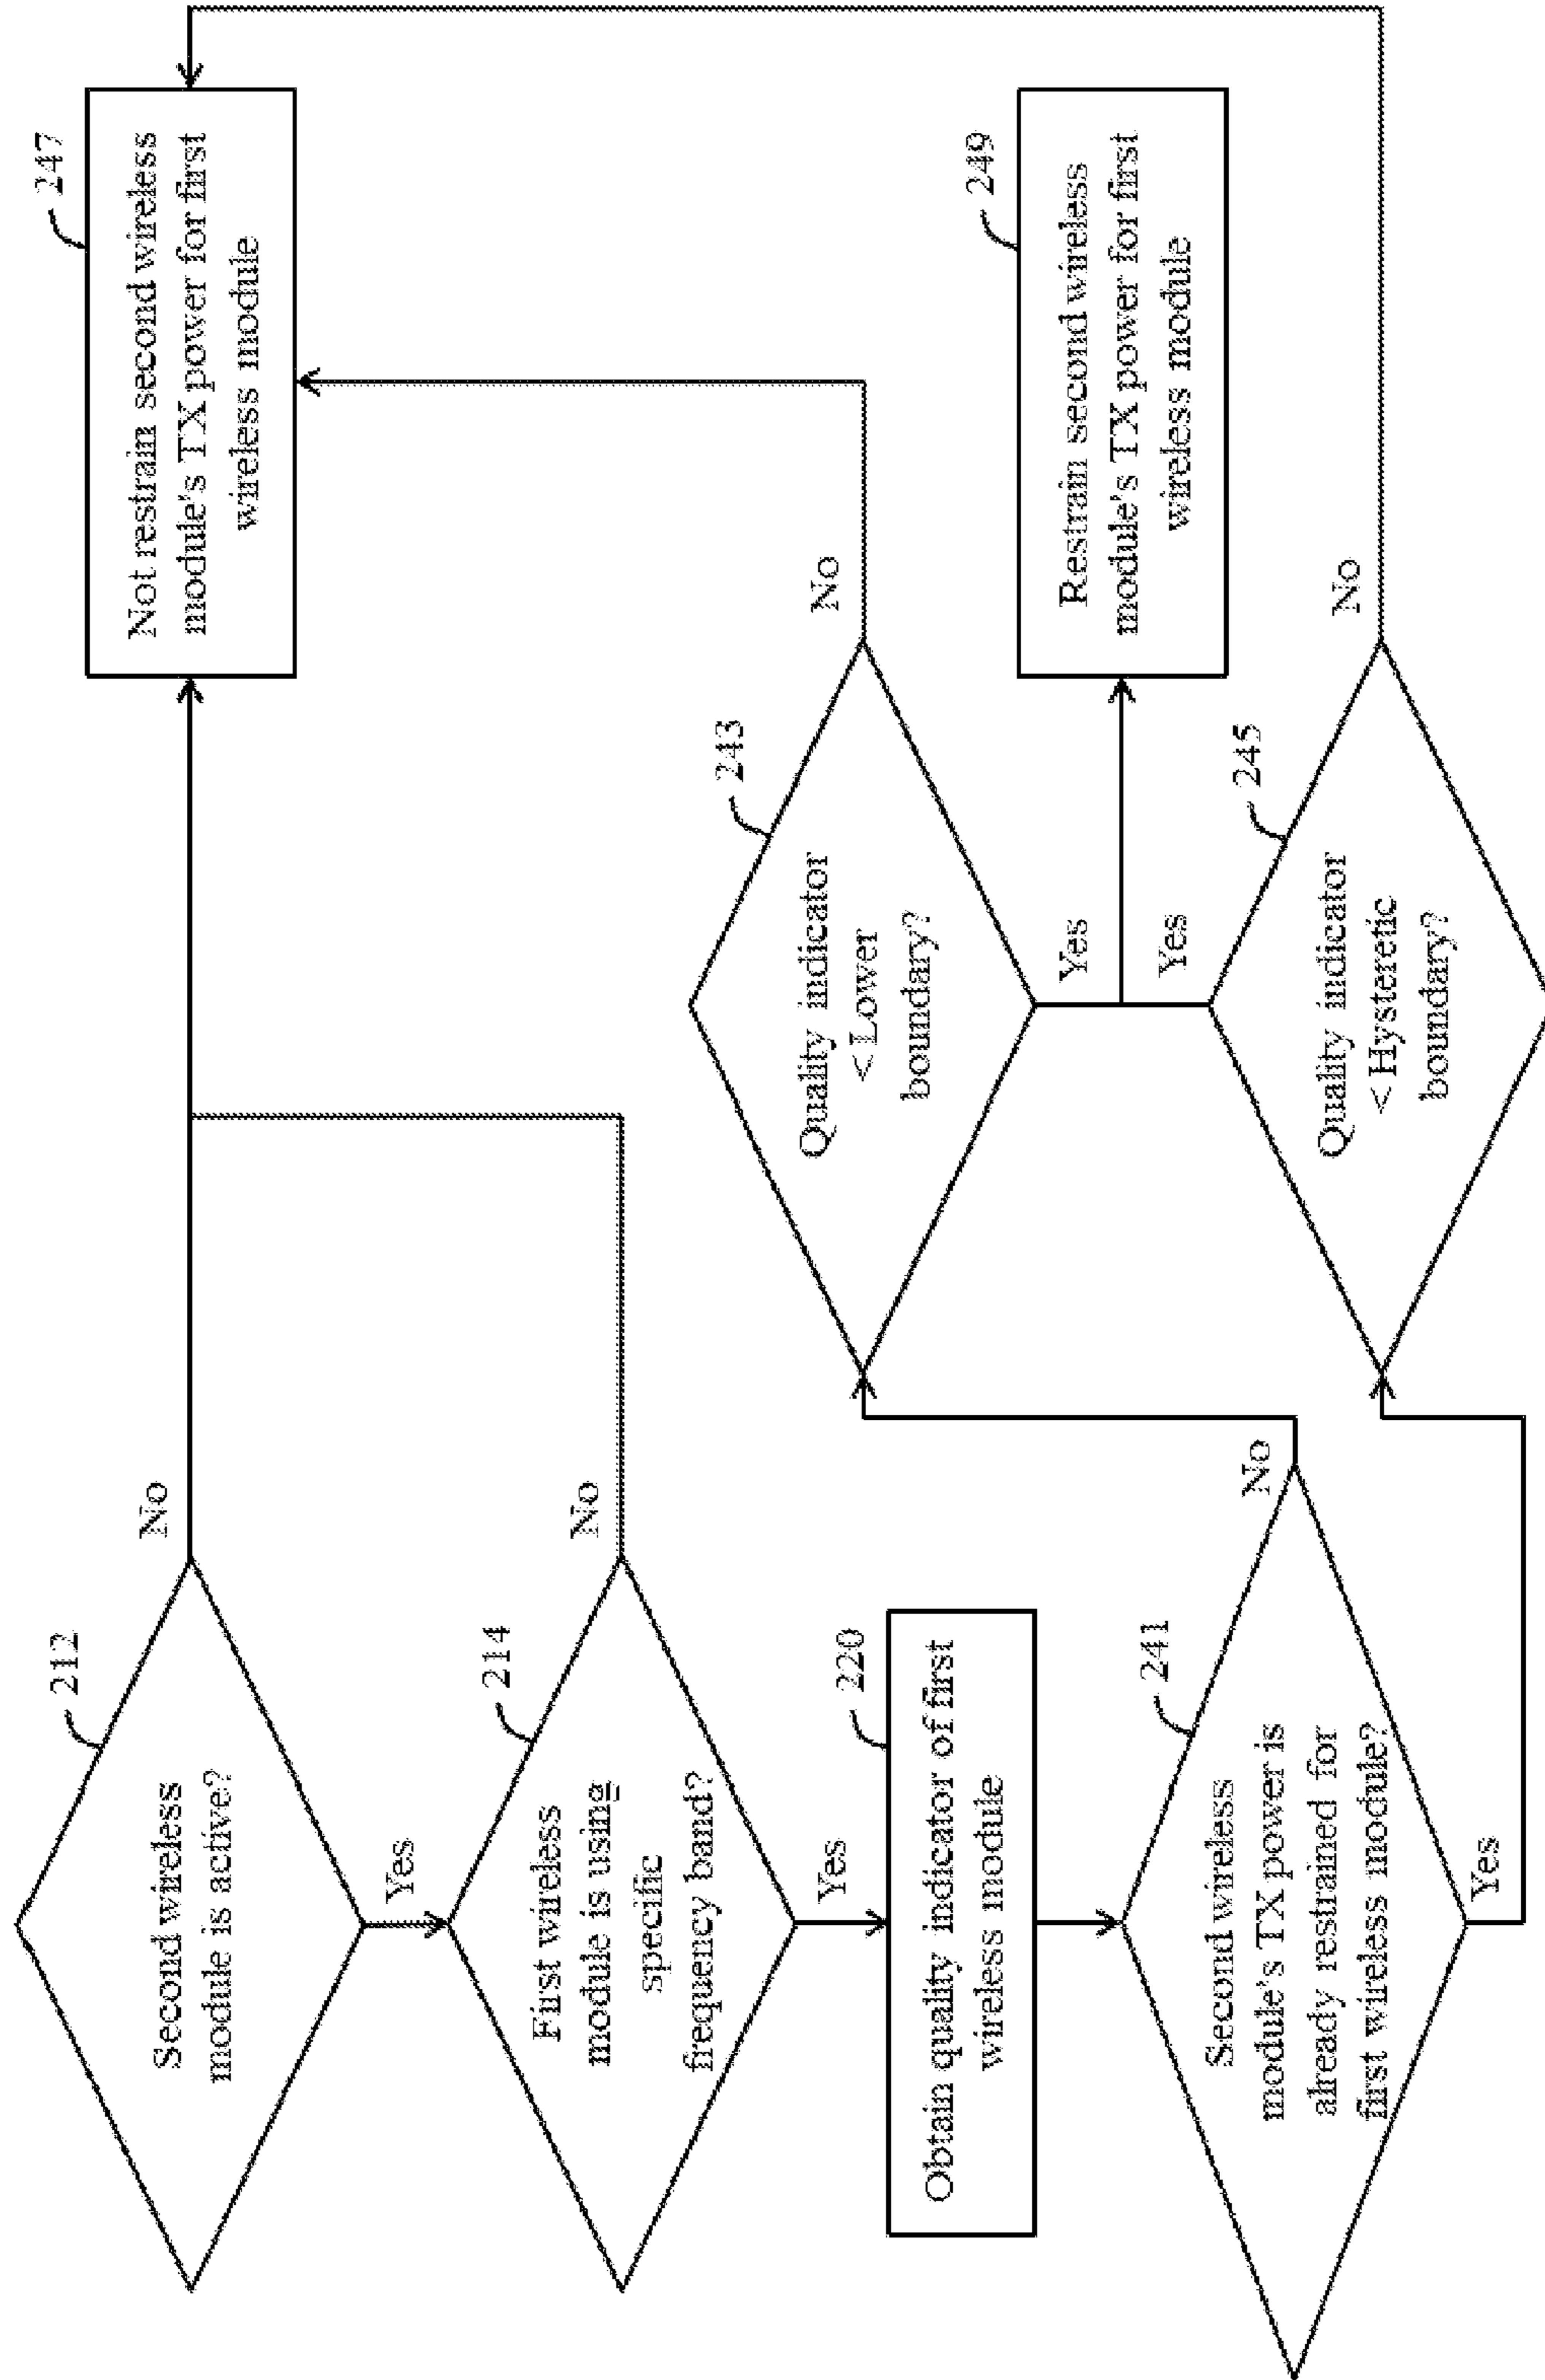 212
Second wireless
module is active?
No
Yes
214
First wireless
module is using
specific
frequency band?
No
Yes
220
Obtain quality indicator of first
wireless module
241
Second wireless
module's TX power is
already restrained for
first wireless module?
No
Yes
243
Quality indicator
<Lower
boundary?
No
Yes
245
Quality indicator
<Hysteretic
boundary?
Yes
No
247
Not restrain second wireless
module's TX power for first
wireless module
249
Restrain second wireless
module's TX power for first
wireless module